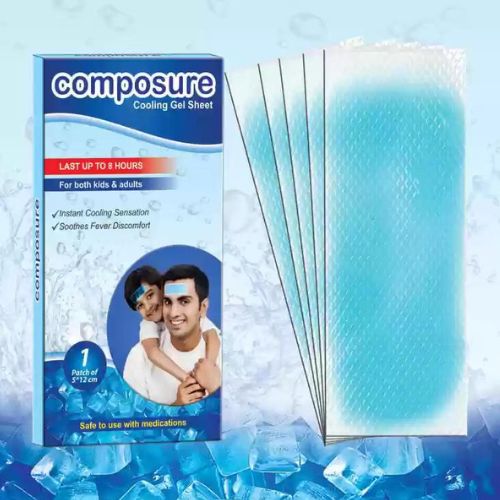 composure
Cooling Gel Sheet
LAST UP TO 8 HOURS
For both kids & adults
✓Instant Cooling Sensation
✓Soothes Fever Discomfort
composure
1
Patch of
5*12 cm
Safe to use with medications